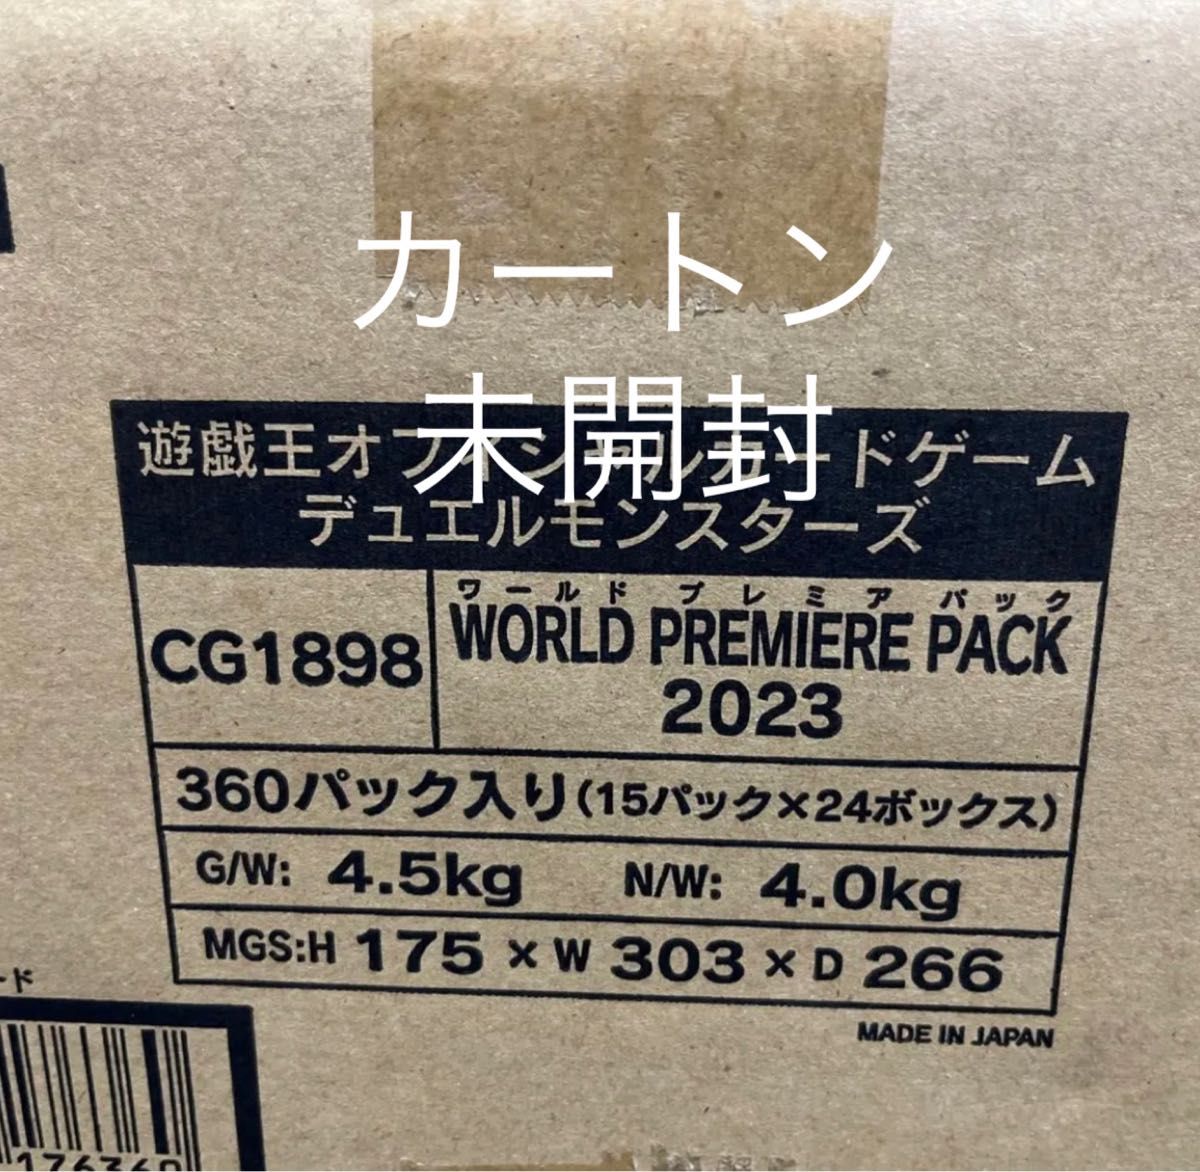 カートン
未開封
遊戯王オフィシャルカードゲーム
デュエルモンスターズ
CG1898
ワールド プレミア パック
WORLD PREMIERE PACK
2023
360パック入り(15パック×24ボックス)
G/W: 4.5kg N/W: 4.0kg
MGS:H 175 × W 303 × D 266
MADE IN JAPAN
ード